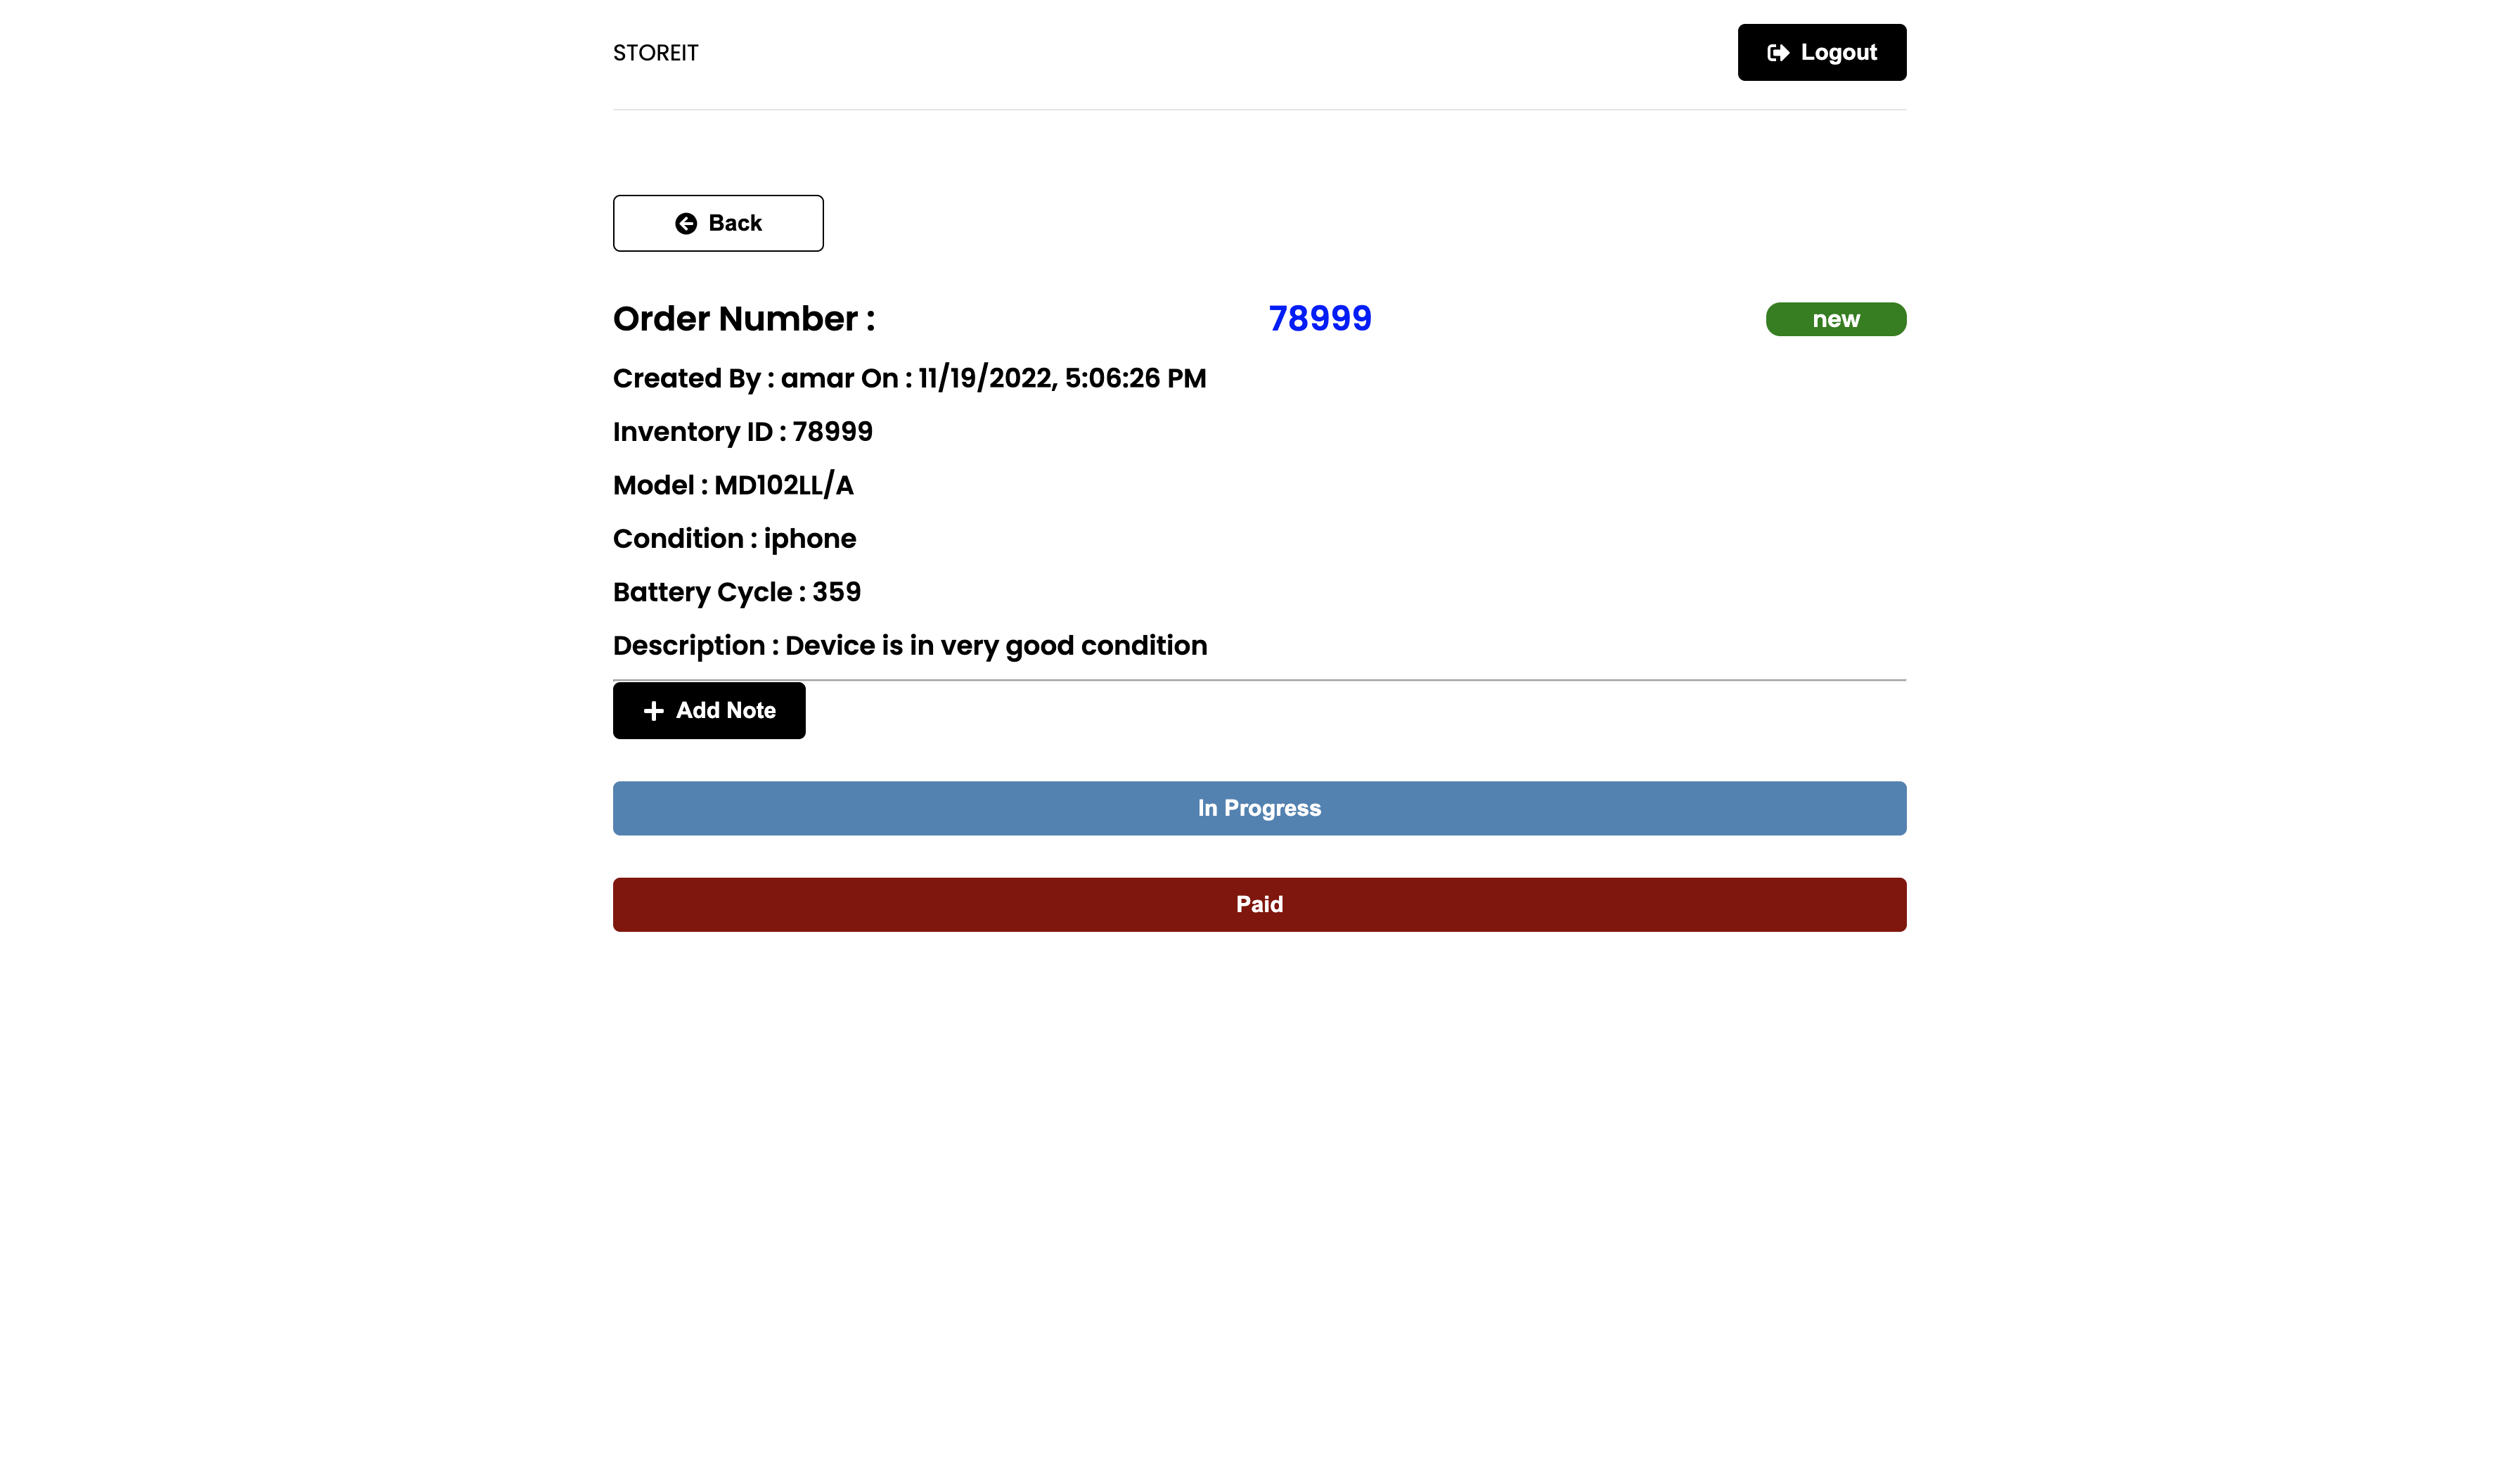 STOREIT
Logout
Back
Order Number : 78999 new
Created By : amar On : 11/19/2022, 5:06:26 PM
Inventory ID : 78999
Model : MD102LL/A
Condition : iphone
Battery Cycle : 359
Description : Device is in very good condition
Add Note
In Progress
Paid